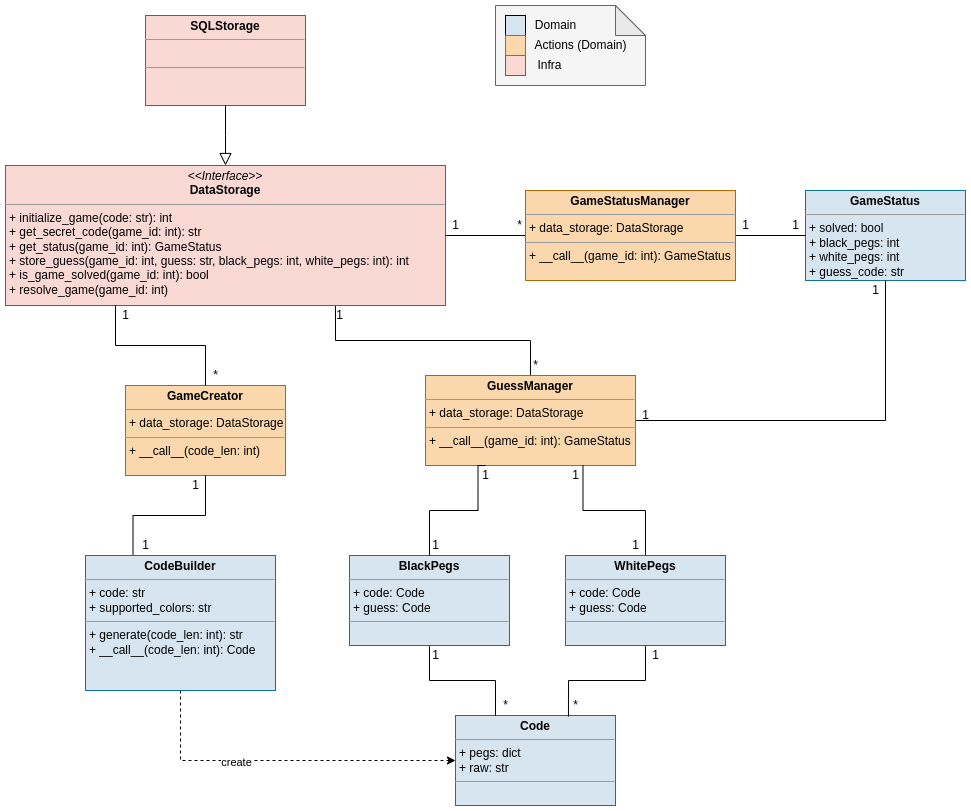 SQLStorage
Domain
Actions (Domain)
Infra
<<Interface>>
DataStorage
+ initialize_game(code: str): int
+ get_secret_code(game_id: int): str
+ get_status(game_id: int): GameStatus
+ store_guess(game_id: int, guess: str, black_pegs: int, white_pegs: int): int
+ is_game_solved(game_id: int): bool
+ resolve_game(game_id: int)
1
*
GameStatusManager
+ data_storage: DataStorage
+ __call__(game_id: int): GameStatus
1
1
GameStatus
+ solved: bool
+ black_pegs: int
+ white_pegs: int
+ guess_code: str
1
1
1
*
*
GameCreator
+ data_storage: DataStorage
+ __call__(code_len: int)
GuessManager
+ data_storage: DataStorage
+ __call__(game_id: int): GameStatus
1
1
1
1
1
1
1
CodeBuilder
+ code: str
+ supported_colors: str
+ generate(code_len: int): str
+ __call__(code_len: int): Code
BlackPegs
+ code: Code
+ guess: Code
WhitePegs
+ code: Code
+ guess: Code
1
1
*
*
create
Code
+ pegs: dict
+ raw: str